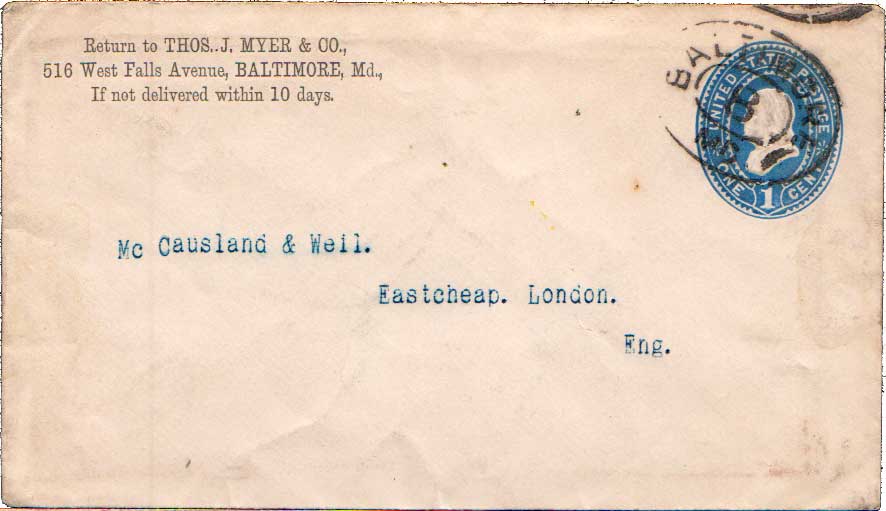 Return to THOS..J. MYER & CO.,
516 West Falls Avenue, BALTIMORE, Md.,
If not delivered within 10 days.
UNITED STATES POSTAGE
ONE 1 CENT
Mc Causland & Weil.
Eastcheap. London.
Eng.